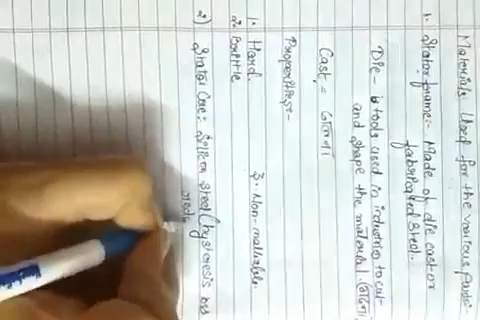 Materials Used for the various parts:
1. Stator frame:- Made of die cast or
fabricated steel.
Die - is tools used in industries to cut
and shape the material.
Cast =
Properties:-
1. Hard. 3. Non-malleable.
2. Brittle
2) Stator Core: Silicon Steel (hysteresis loss